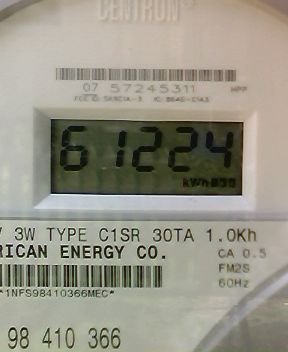 CENTRON
07 57245311
61224
kWh
V 3W TYPE C1SR 30TA 1.0Kh
RICAN ENERGY CO.
CA 0.5
FM2S
60Hz
*1NFS98410366MEC*
98 410 366